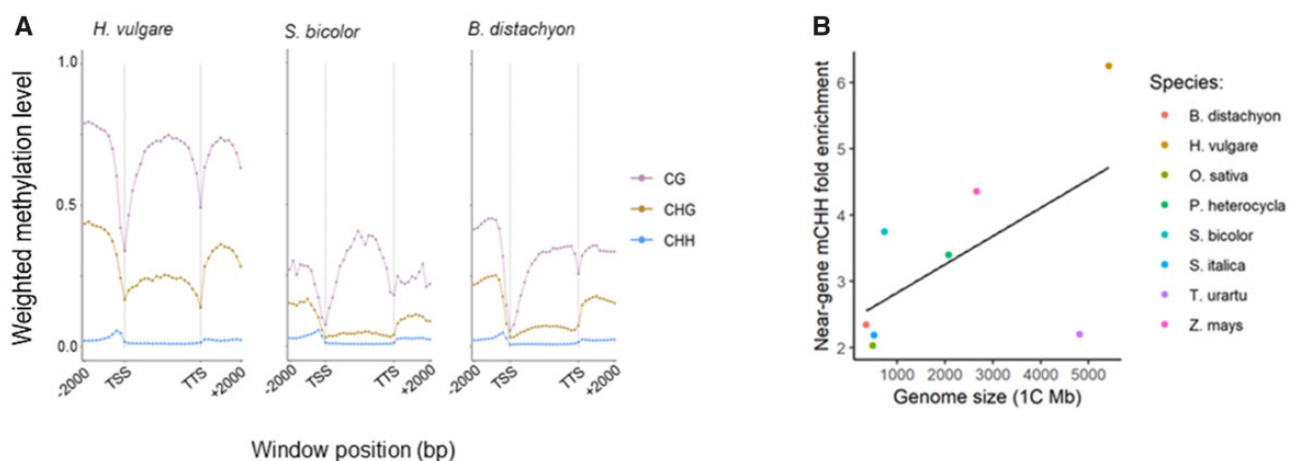 A
H. vulgare
S. bicolor
B. distachyon
Weighted methylation level
1.0
0.5
0.0
-2000
TSS
TTS
+2000
-2000
TSS
TTS
+2000
-2000
TSS
TTS
+2000
Window position (bp)
CG
CHG
CHH
B
Near-gene mCHH fold enrichment
6
5
4
3
2
1000 2000 3000 4000 5000
Genome size (1C Mb)
Species:
B. distachyon
H. vulgare
O. sativa
P. heterocycla
S. bicolor
S. italica
T. urartu
Z. mays